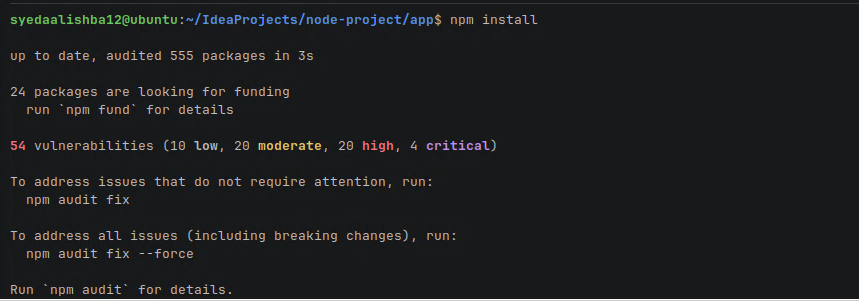 syedaalishba12@ubuntu:~/IdeaProjects/node-project/app$ npm install
up to date, audited 555 packages in 3s
24 packages are looking for funding
run `npm fund` for details
54 vulnerabilities (10 low, 20 moderate, 20 high, 4 critical)
To address issues that do not require attention, run:
npm audit fix
To address all issues (including breaking changes), run:
npm audit fix --force
Run `npm audit` for details.